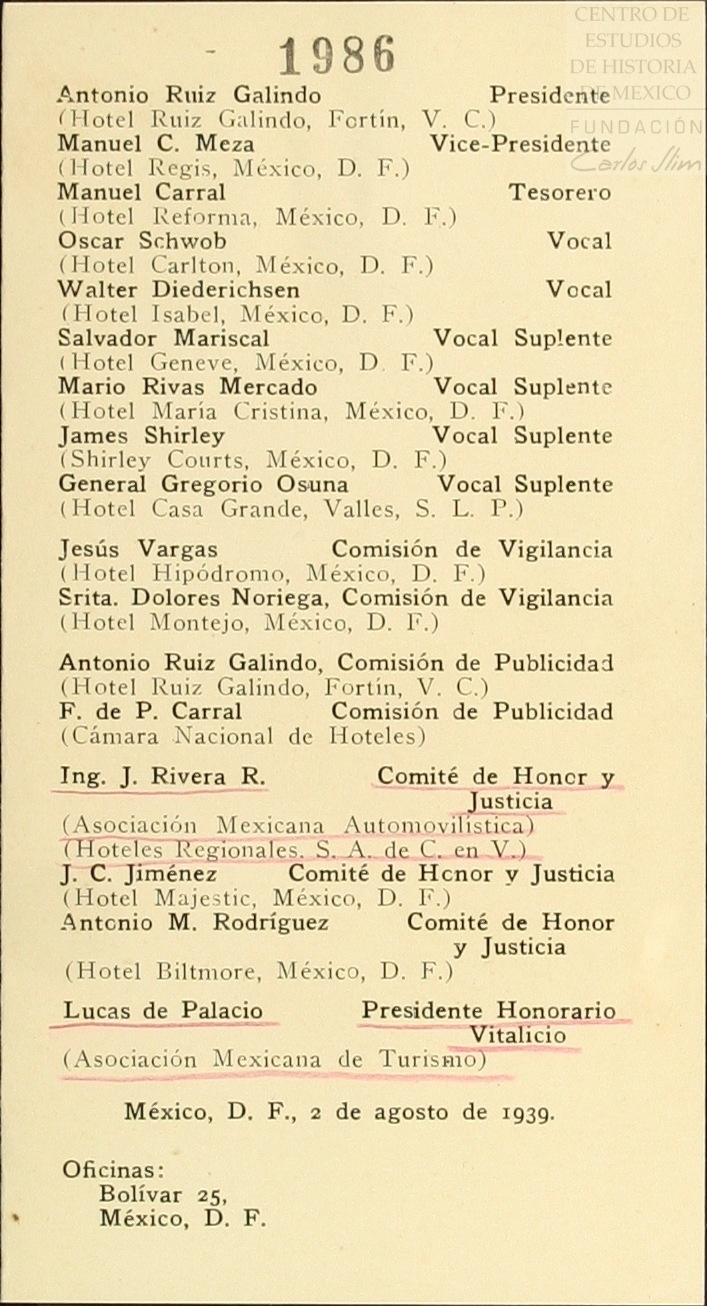 CENTRO DE
ESTUDIOS
DE HISTORIA
DE MEXICO
FUNDACIÓN
Carlos Slim
1986
Antonio Ruiz Galindo Presidente
(Hotel Ruiz Galindo, Fortín, V. C.)
Manuel C. Meza Vice-Presidente
(Hotel Regis, México, D. F.)
Manuel Carral Tesorero
(Hotel Reforma, México, D. F.)
Oscar Schwob Vocal
(Hotel Carlton, México, D. F.)
Walter Diederichsen Vocal
(Hotel Isabel, México, D. F.)
Salvador Mariscal Vocal Suplente
(Hotel Geneve, México, D. F.)
Mario Rivas Mercado Vocal Suplente
(Hotel María Cristina, México, D. F.)
James Shirley Vocal Suplente
(Shirley Courts, México, D. F.)
General Gregorio Osuna Vocal Suplente
(Hotel Casa Grande, Valles, S. L. P.)
Jesús Vargas Comisión de Vigilancia
(Hotel Hipódromo, México, D. F.)
Srita. Dolores Noriega, Comisión de Vigilancia
(Hotel Montejo, México, D. F.)
Antonio Ruiz Galindo, Comisión de Publicidad
(Hotel Ruiz Galindo, Fortín, V. C.)
F. de P. Carral Comisión de Publicidad
(Cámara Nacional de Hoteles)
Ing. J. Rivera R. Comité de Honor y
Justicia
(Asociación Mexicana Automovilística)
(Hoteles Regionales. S. A. de C. en V.)
J. C. Jiménez Comité de Honor y Justicia
(Hotel Majestic, México, D. F.)
Antonio M. Rodríguez Comité de Honor
y Justicia
(Hotel Biltmore, México, D. F.)
Lucas de Palacio Presidente Honorario
Vitalicio
(Asociación Mexicana de Turismo)
México, D. F., 2 de agosto de 1939.
Oficinas:
Bolívar 25,
México, D. F.